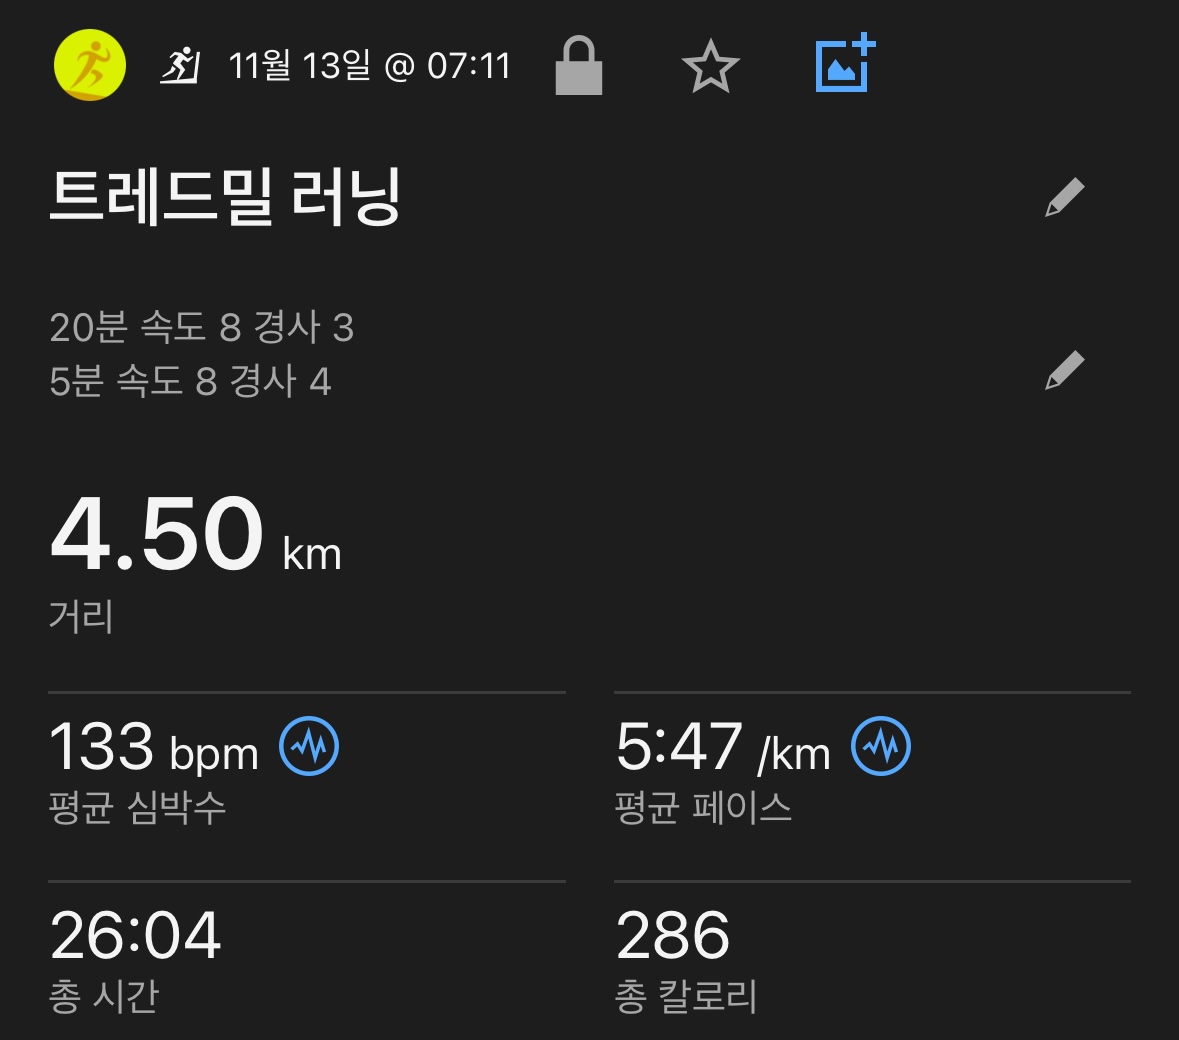 11월 13일 @ 07:11
트레드밀 러닝
20분 속도 8 경사 3
5분 속도 8 경사 4
4.50 km
거리
133 bpm
평균 심박수
5:47 /km
평균 페이스
26:04
총 시간
286
총 칼로리